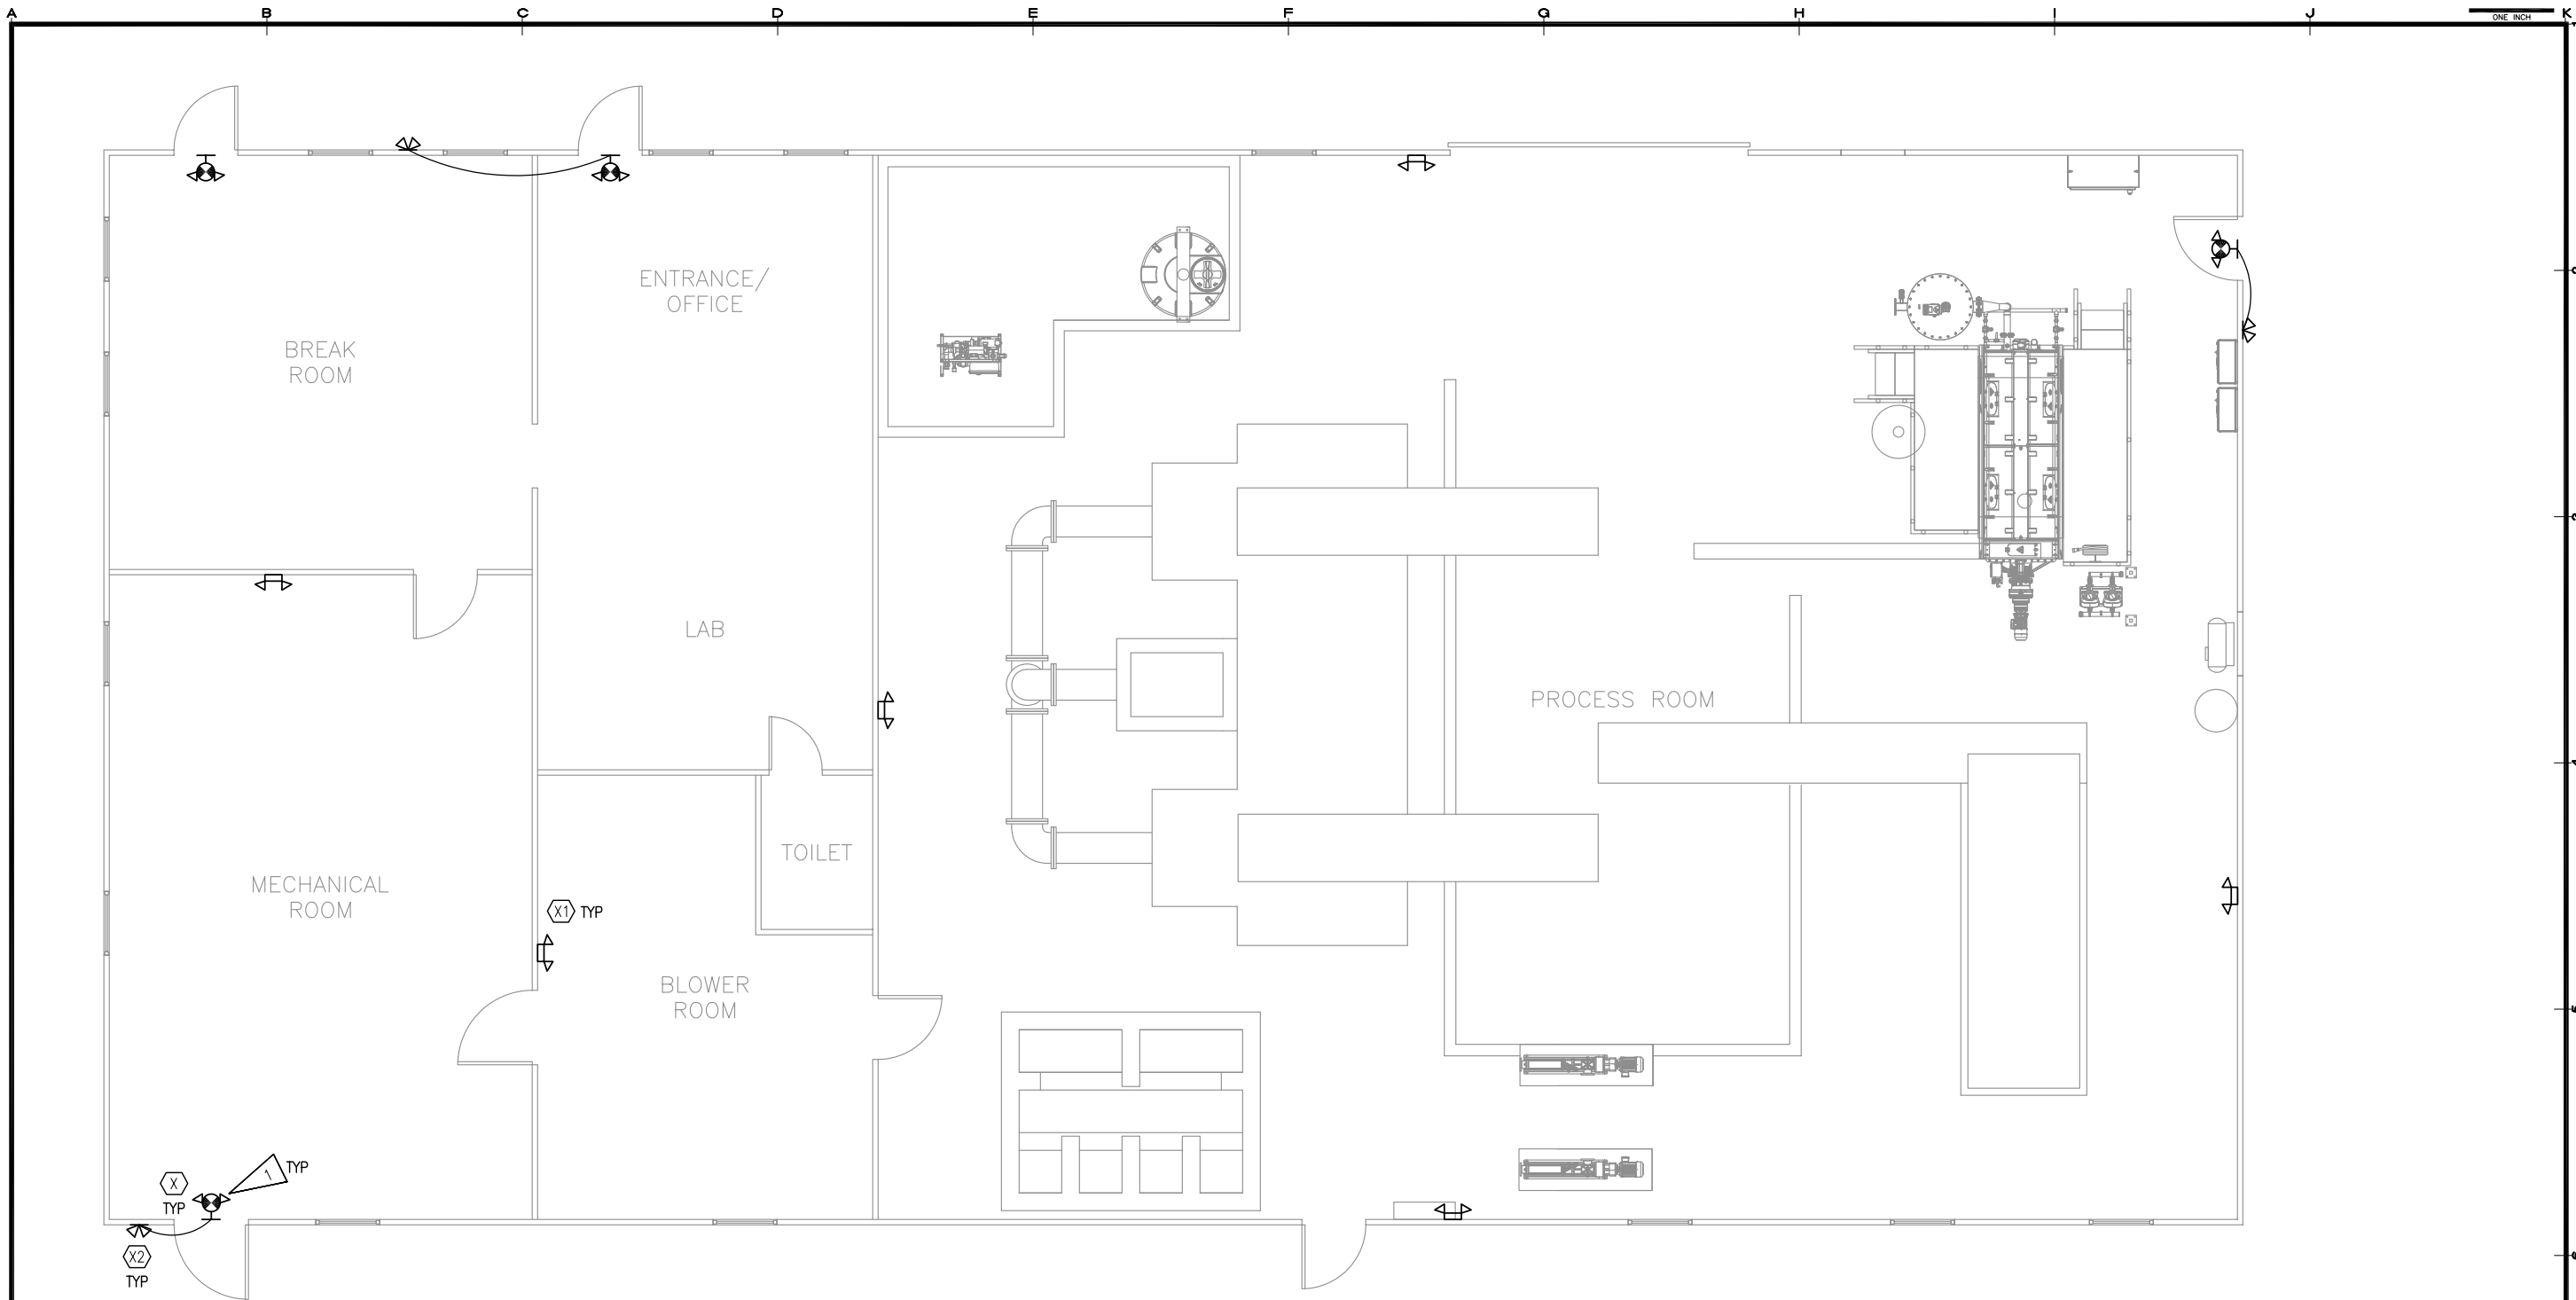 A B C D E F G H I J K
ONE INCH
ENTRANCE/
OFFICE
BREAK
ROOM
LAB
PROCESS ROOM
TOILET
MECHANICAL
ROOM
X1 TYP
BLOWER
ROOM
1 TYP
X
TYP
X2
TYP